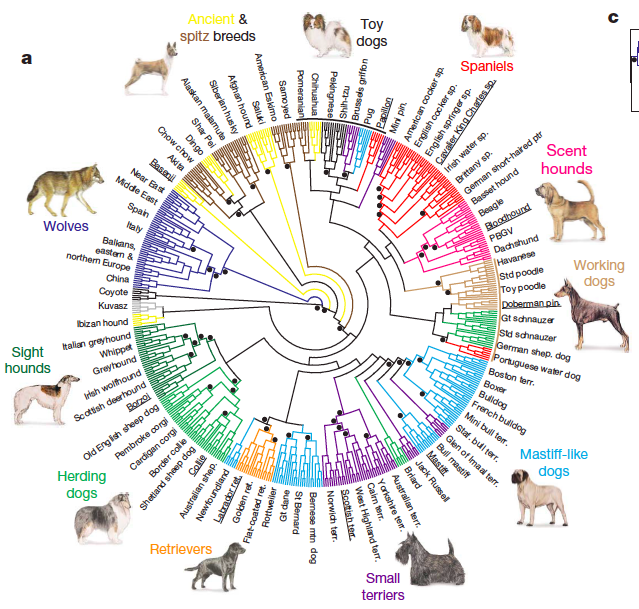 a
c
Ancient &
spitz breeds
Toy
dogs
Spaniels
Scent
hounds
Working
dogs
Mastiff-like
dogs
Small
terriers
Retrievers
Herding
dogs
Sight
hounds
Wolves
Basenji
Akita
Chow chow
Dingo
Shar-Pei
Alaskan malamute
Siberian husky
Afghan hound
Saluki
American Eskimo
Samoyed
Pomeranian
Chihuahua
Pekingnese
Shih-tzu
Brussels griffon
Pug
Papillon
Mini pin.
American cocker sp.
English cocker sp.
English springer sp.
Cavalier King Charles sp.
Irish water sp.
Brittany sp.
German short-haired ptr
Basset hound
Beagle
Bloodhound
PBGV
Dachshund
Havanese
Std poodle
Toy poodle
Doberman pin.
Gt schnauzer
Std schnauzer
German shep. dog
Portuguese water dog
Boston terr.
Boxer
Bulldog
French bulldog
Mini bull terr.
Staf. bull terr.
Glen of Imaal terr.
Bull mastiff
Mastiff
Jack Russell
Briard
Australian terr.
Yorkshire terr.
Cairn terr.
West Highland terr.
Scottish terr.
Norwich terr.
Bernese mtn dog
St Bernard
Gt dane
Rottweiler
Flat-coated ret.
Golden ret.
Labrador ret.
Newfoundland
Australian shep.
Collie
Shetland sheep dog
Border collie
Cardigan corgi
Pembroke corgi
Old English sheep dog
Borzoi
Scottish deerhound
Irish wolfhound
Greyhound
Whippet
Italian greyhound
Ibizan hound
Kuvasz
Coyote
China
Balkans,
eastern &
northern Europe
Italy
Spain
Middle East
Near East